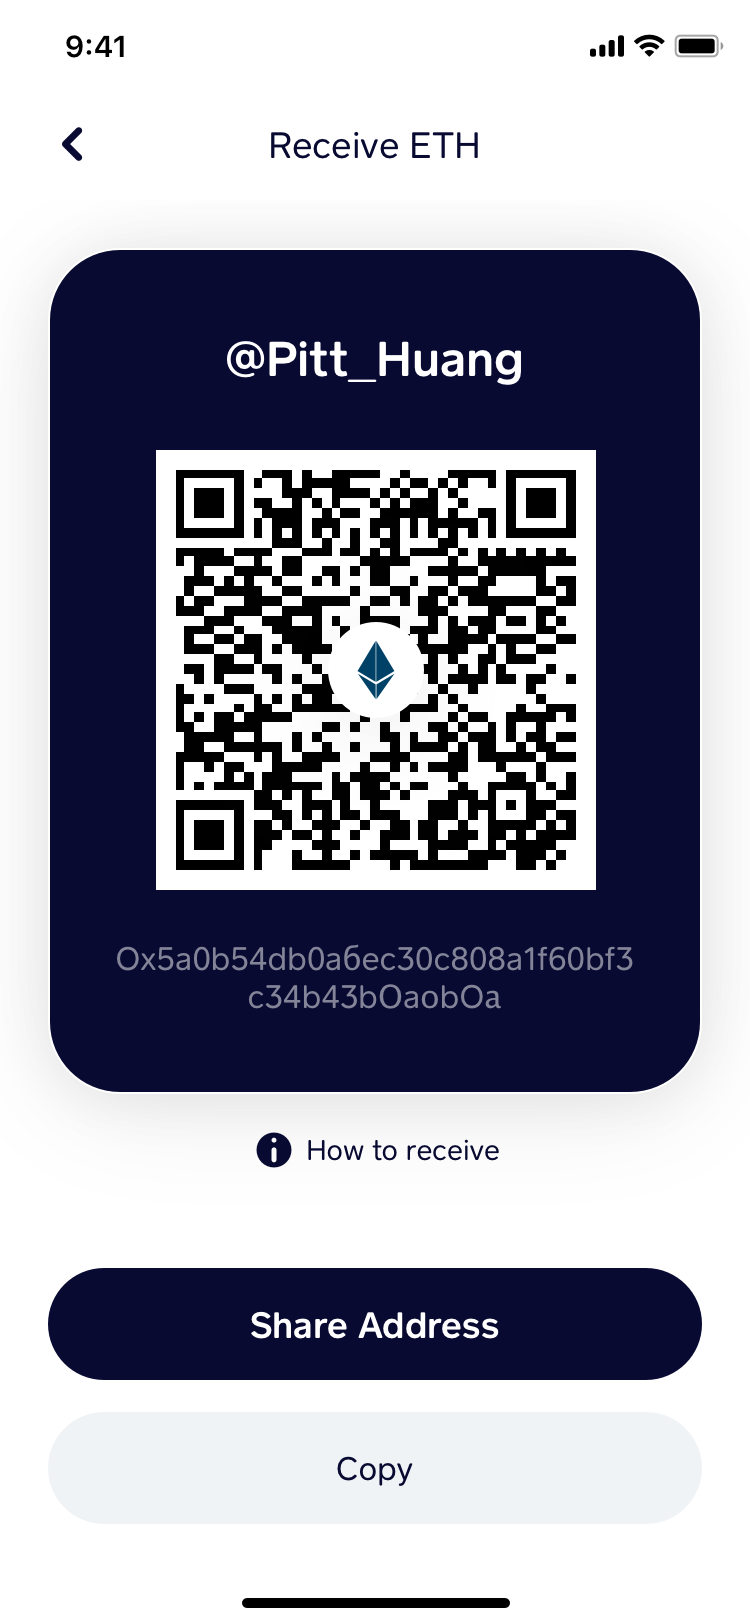 9:41
Receive ETH
@Pitt_Huang
Ox5a0b54db0a6ec30c808a1f60bf3
c34b43bOaobOa
How to receive
Share Address
Copy